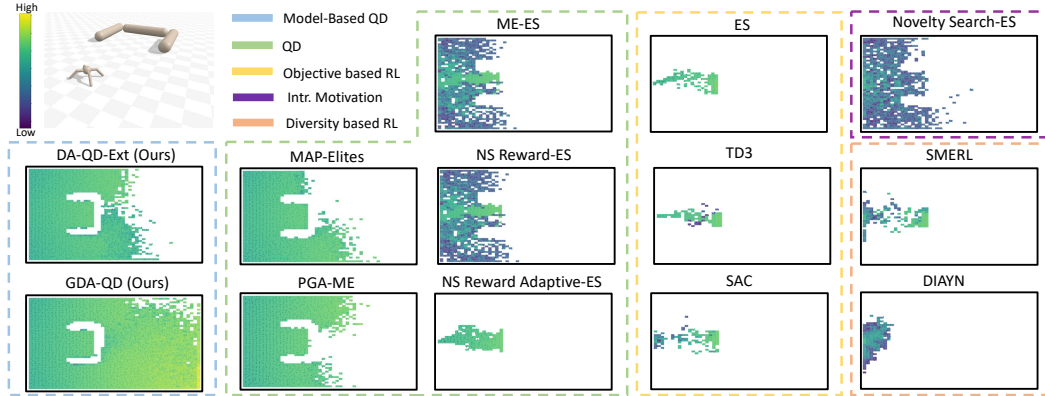 High
Low
Model-Based QD
QD
Objective based RL
Intr. Motivation
Diversity based RL
ME-ES
ES
Novelty Search-ES
DA-QD-Ext (Ours)
MAP-Elites
NS Reward-ES
TD3
SMERL
GDA-QD (Ours)
PGA-ME
NS Reward Adaptive-ES
SAC
DIAYN